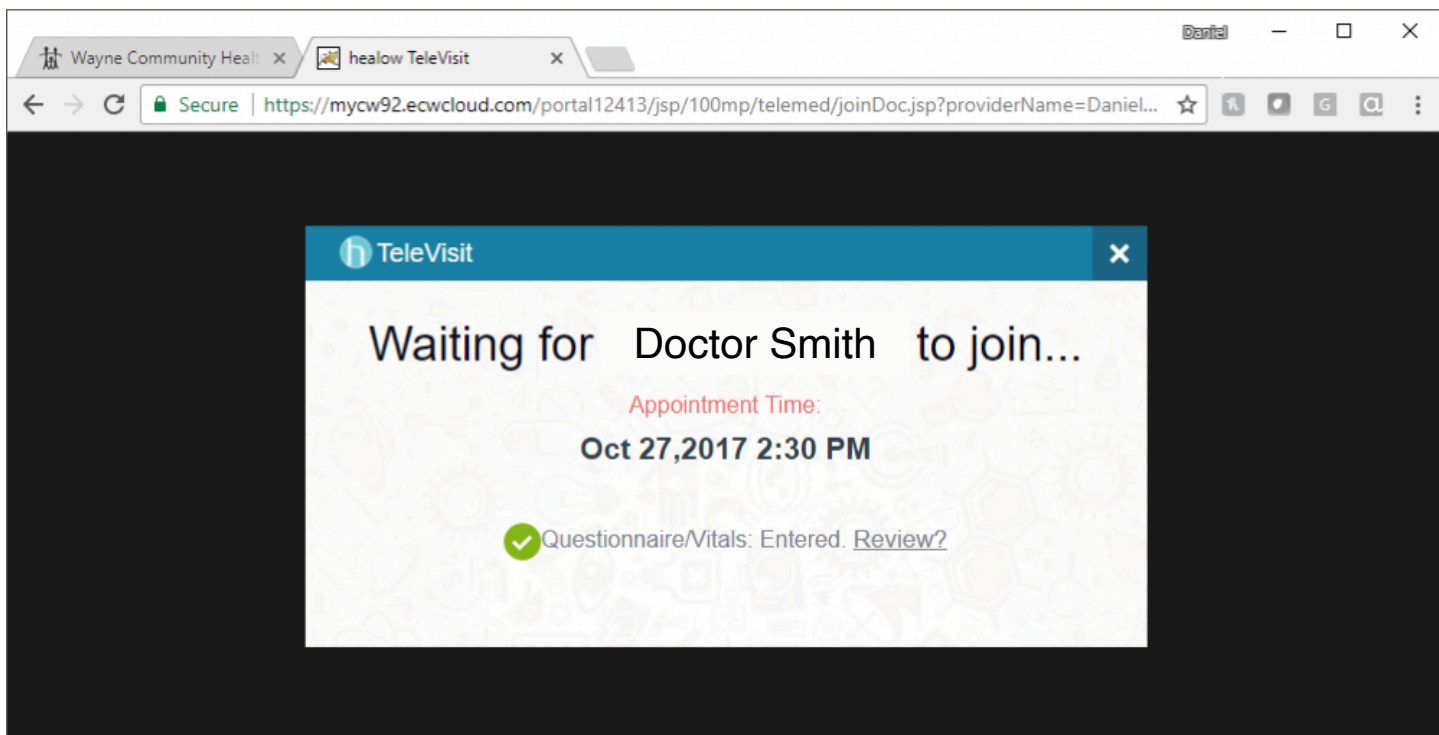 Daniel
Wayne Community Healt
healow TeleVisit
Secure | https://mycw92.ecwcloud.com/portal12413/jsp/100mp/telemed/joinDoc.jsp?providerName=Daniel...
TeleVisit
Waiting for Doctor Smith to join...
Appointment Time:
Oct 27,2017 2:30 PM
Questionnaire/Vitals: Entered. Review?